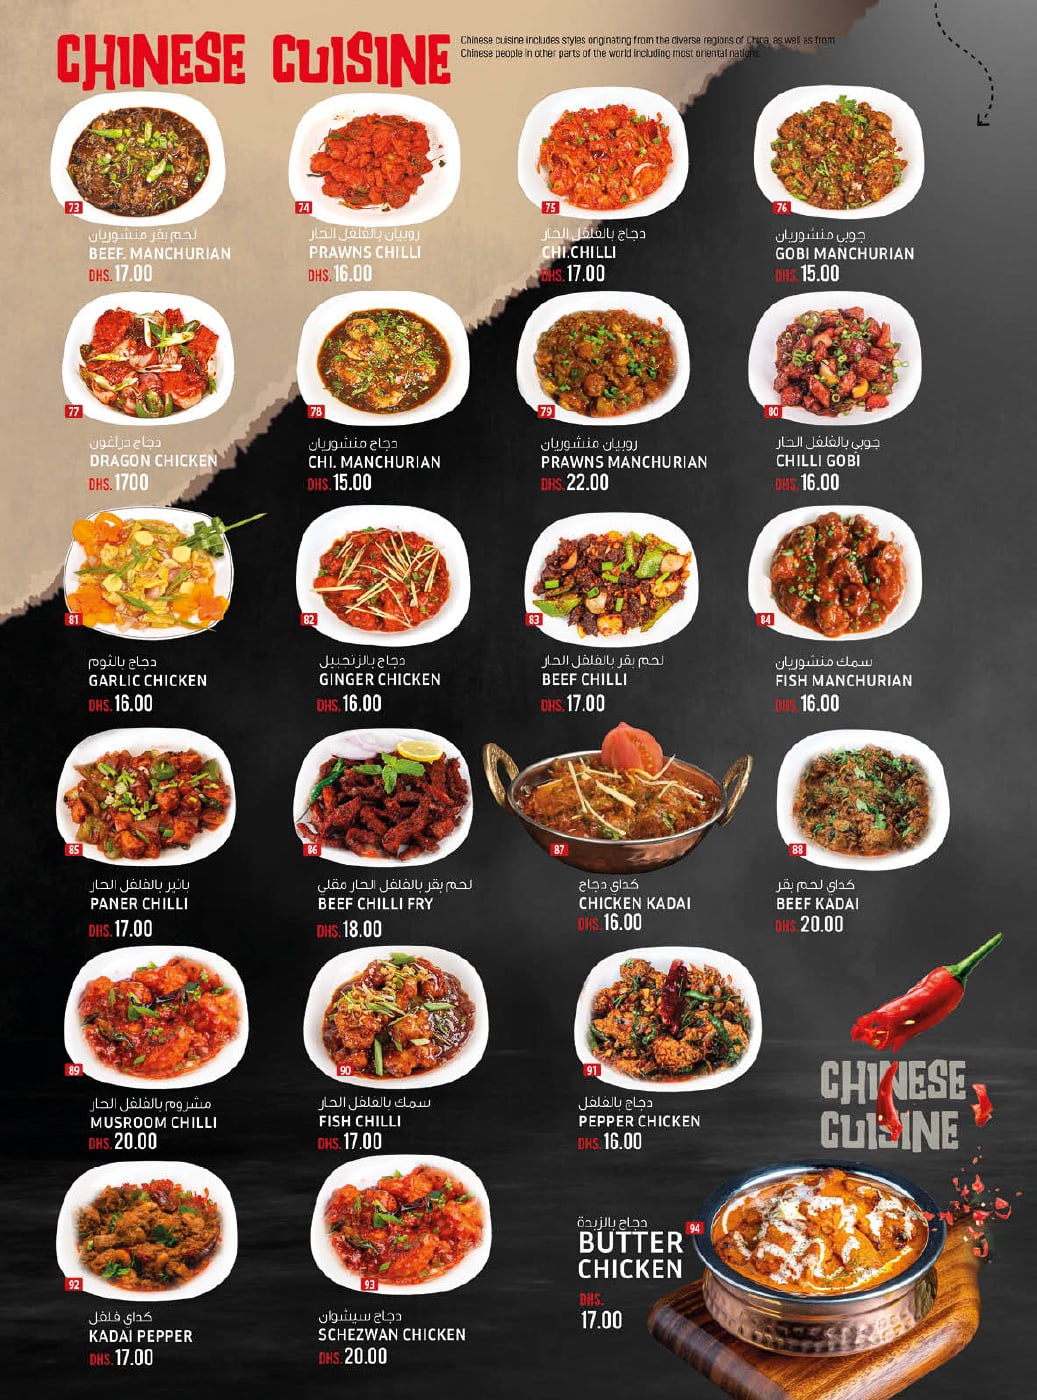 CHINESE CUISINE
Chinese cuisine includes styles originating from the diverse regions of China, as well as from
Chinese people in other parts of the world including most oriental nations.
73
لحم بقر منشوريان
BEEF. MANCHURIAN
DHS. 17.00
74
روبيان بالفلفل الحار
PRAWNS CHILLI
DHS. 16.00
75
دجاج بالفلفل الحار
CHI.CHILLI
DHS. 17.00
76
جوبي منشوريان
GOBI MANCHURIAN
DHS. 15.00
77
دجاج دراغون
DRAGON CHICKEN
DHS. 1700
78
دجاج منشوريان
CHI. MANCHURIAN
DHS. 15.00
79
روبيان منشوريان
PRAWNS MANCHURIAN
DHS. 22.00
80
جوبي بالفلفل الحار
CHILLI GOBI
DHS. 16.00
81
دجاج بالثوم
GARLIC CHICKEN
DHS. 16.00
82
دجاج بالزنجبيل
GINGER CHICKEN
DHS. 16.00
83
لحم بقر بالفلفل الحار
BEEF CHILLI
DHS. 17.00
84
سمك منشوريان
FISH MANCHURIAN
DHS. 16.00
85
بانير بالفلفل الحار
PANER CHILLI
DHS. 17.00
86
لحم بقر بالفلفل الحار مقلي
BEEF CHILLI FRY
DHS. 18.00
87
كداي دجاج
CHICKEN KADAI
DHS. 16.00
88
كداي لحم بقر
BEEF KADAI
DHS. 20.00
89
مشروم بالفلفل الحار
MUSROOM CHILLI
DHS. 20.00
90
سمك بالفلفل الحار
FISH CHILLI
DHS. 17.00
91
دجاج بالفلفل
PEPPER CHICKEN
DHS. 16.00
CHINESE
CUISINE
92
كداي فلفل
KADAI PEPPER
DHS. 17.00
93
دجاج سيشوان
SCHEZWAN CHICKEN
DHS. 20.00
94
دجاج بالزبدة
BUTTER
CHICKEN
DHS.
17.00